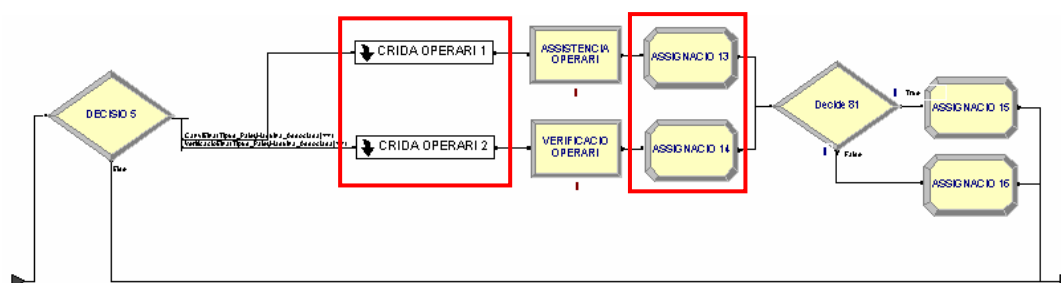 CRIDA OPERARI 1
ASSISTENCIA
OPERARI
ASSIGNACIO 13
DECISIO 5
Decide 81
True
ASSIGNACIO 15
CRIDA OPERARI 2
VERIFICACIO
OPERARI
ASSIGNACIO 14
False
Else
ASSIGNACIO 16